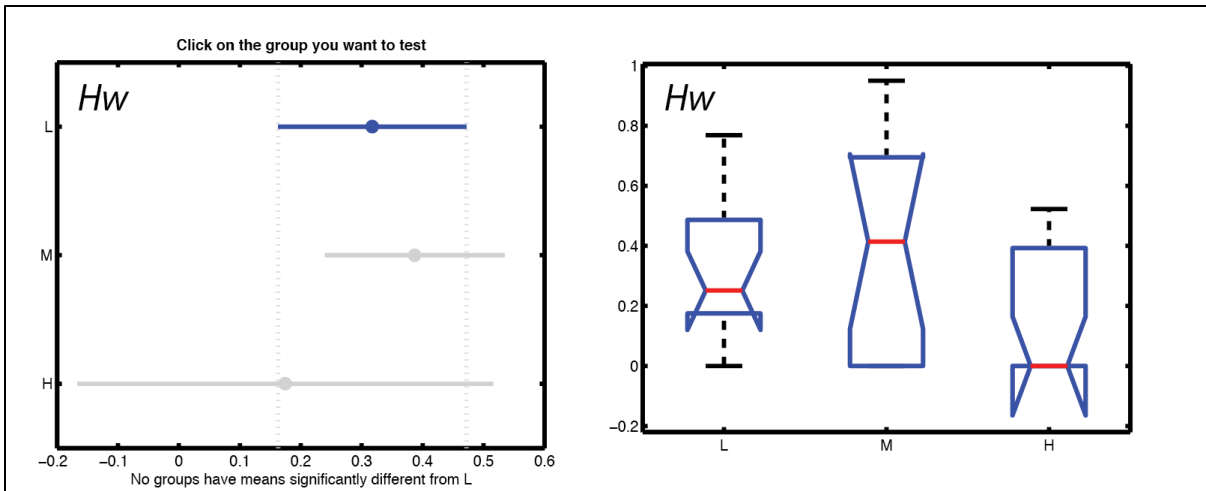 Click on the group you want to test
Hw
L
M
H
−0.2 −0.1 0 0.1 0.2 0.3 0.4 0.5 0.6
No groups have means significantly different from L
Hw
1
0.8
0.6
0.4
0.2
0
−0.2
L M H